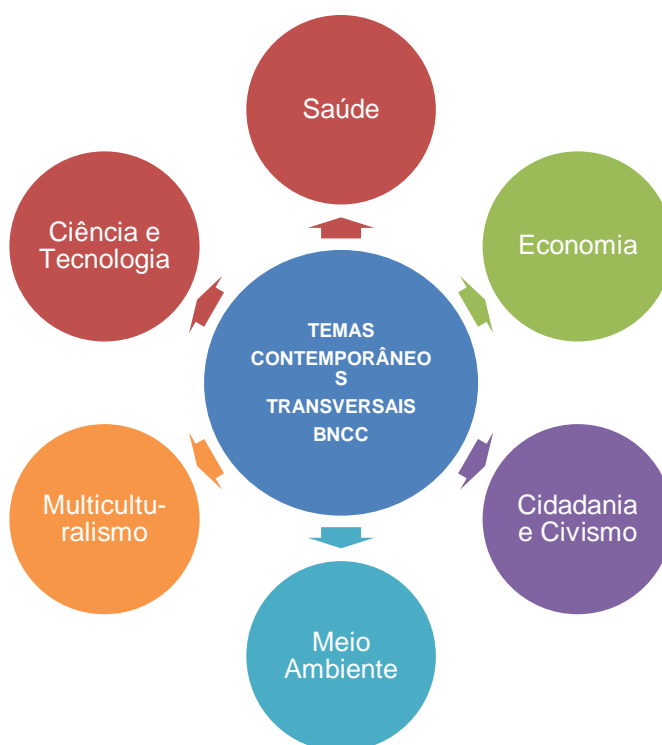 Saúde
Ciência e
Tecnologia
Economia
TEMAS
CONTEMPORÂNEO
S
TRANSVERSAIS
BNCC
Multicultu-
ralismo
Cidadania
e Civismo
Meio
Ambiente